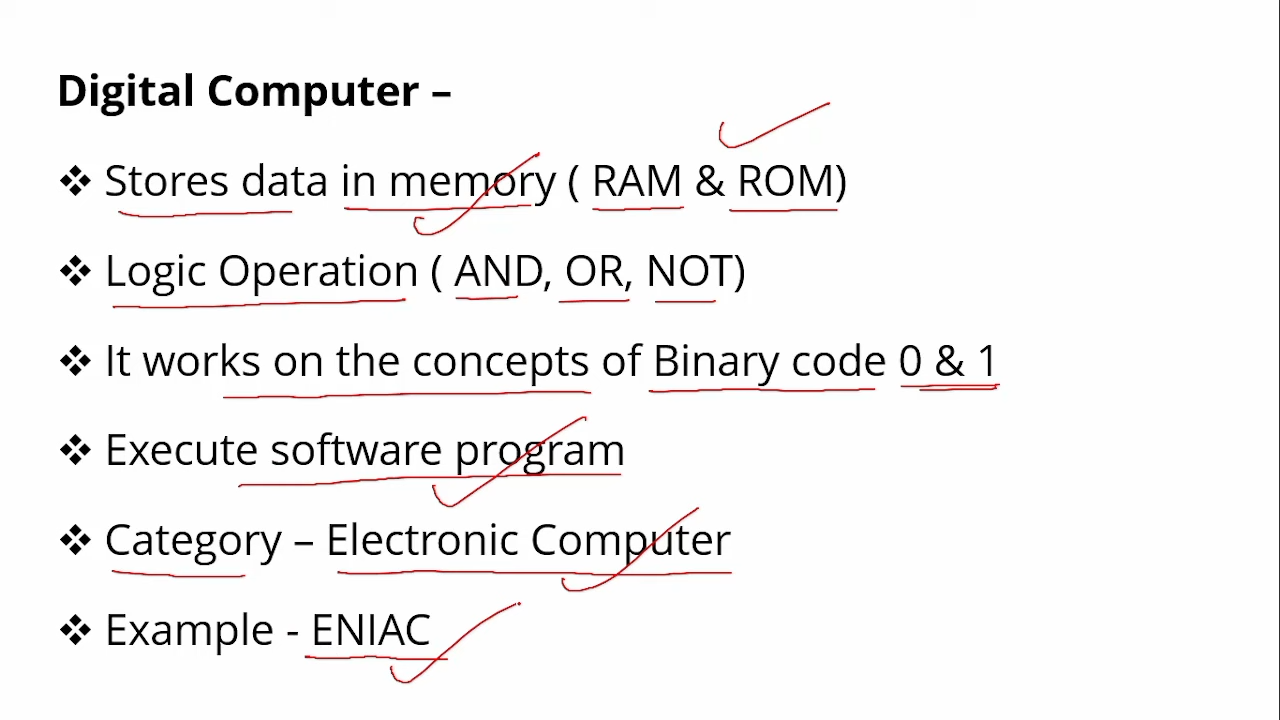 Digital Computer –
❖ Stores data in memory ( RAM & ROM)
❖ Logic Operation ( AND, OR, NOT)
❖ It works on the concepts of Binary code 0 & 1
❖ Execute software program
❖ Category – Electronic Computer
❖ Example - ENIAC